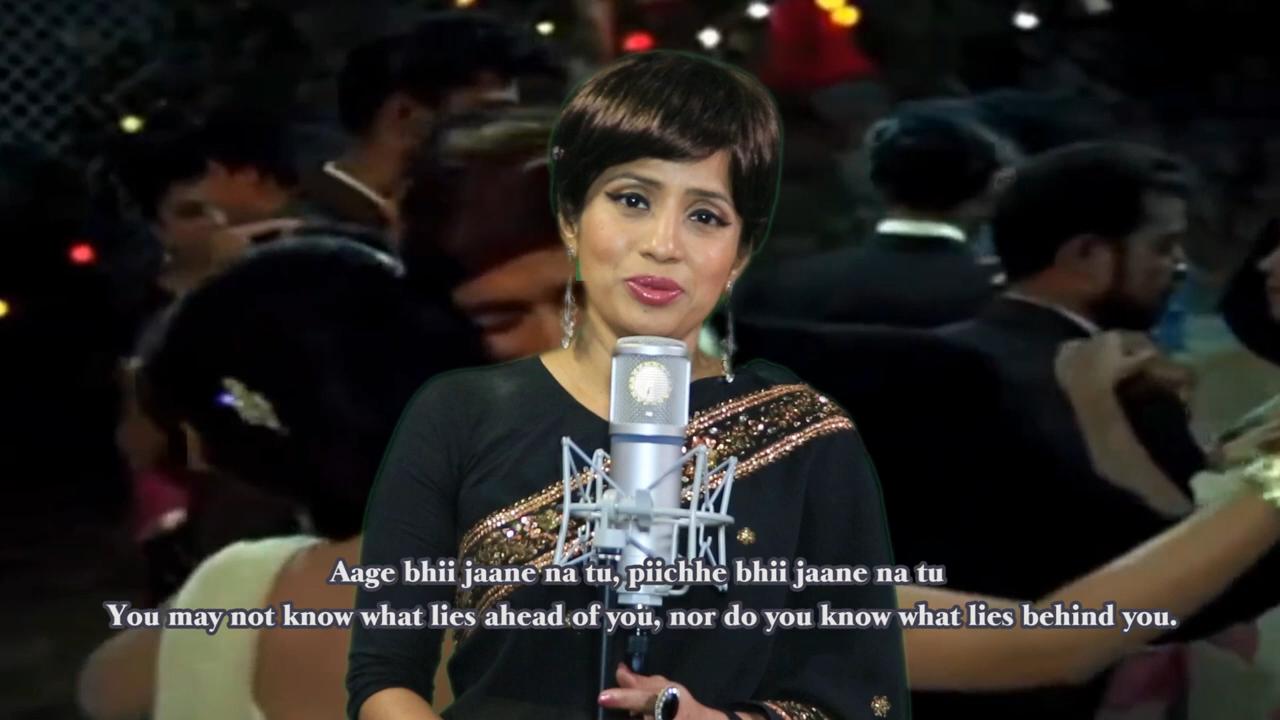 Aage bhii jaane na tu, piichhe bhii jaane na tu
You may not know what lies ahead of you, nor do you know what lies behind you.